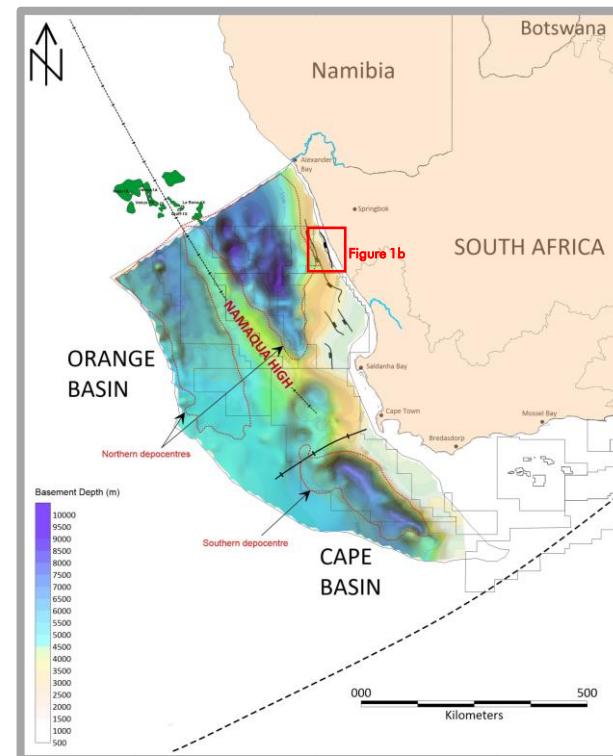 N
Botswana
Namibia
Alexander
Bay
Springbok
Figure 1b
SOUTH AFRICA
NAMAQUA HIGH
ORANGE
BASIN
Saldanha Bay
Cape Town
Mossel Bay
Bredasdorp
Northern depocentres
Southern depocentre
CAPE
BASIN
Basement Depth (m)
10000
9500
9000
8500
8000
7500
7000
6500
6000
5500
5000
4500
4000
3500
3000
2500
2000
1500
1000
500
000
500
Kilometers